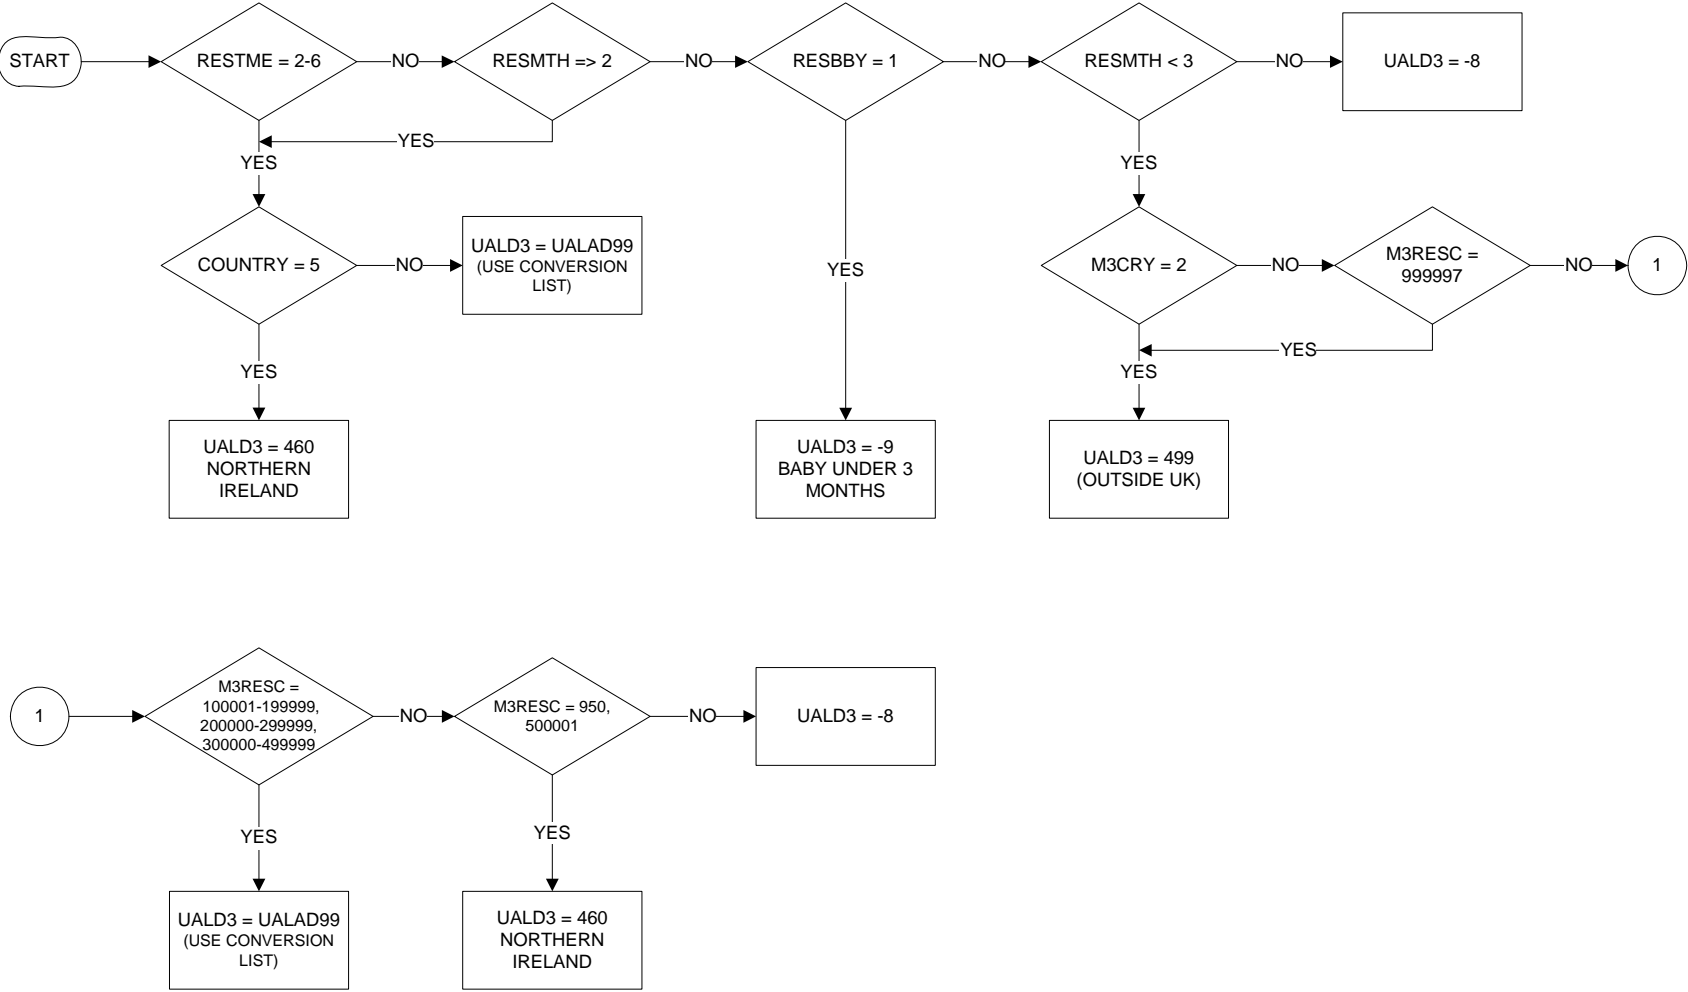 START
RESTME = 2-6
NO
RESMTH => 2
NO
RESBBY = 1
NO
RESMTH < 3
NO
UALD3 = -8
YES
YES
YES
COUNTRY = 5
NO
UALD3 = UALAD99
(USE CONVERSION
LIST)
YES
M3CRY = 2
NO
M3RESC =
999997
NO
1
YES
YES
YES
UALD3 = 460
NORTHERN
IRELAND
UALD3 = -9
BABY UNDER 3
MONTHS
UALD3 = 499
(OUTSIDE UK)
1
M3RESC =
100001-199999,
200000-299999,
300000-499999
NO
M3RESC = 950,
500001
NO
UALD3 = -8
YES
YES
UALD3 = UALAD99
(USE CONVERSION
LIST)
UALD3 = 460
NORTHERN
IRELAND